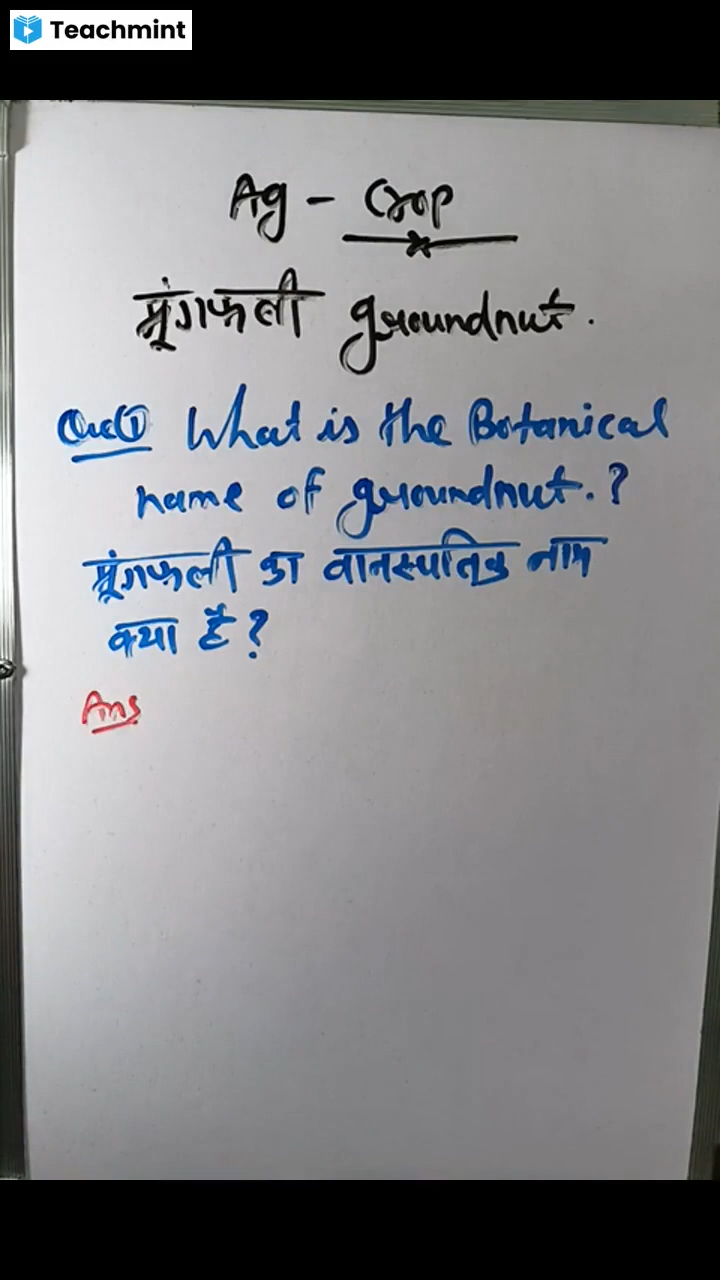 Teachmint
Ag - Crop
मूंगफली groundnut.
Que① What is the Botanical
name of groundnut.?
मूंगफली का वानस्पतिक नाम
क्या है?
Ans